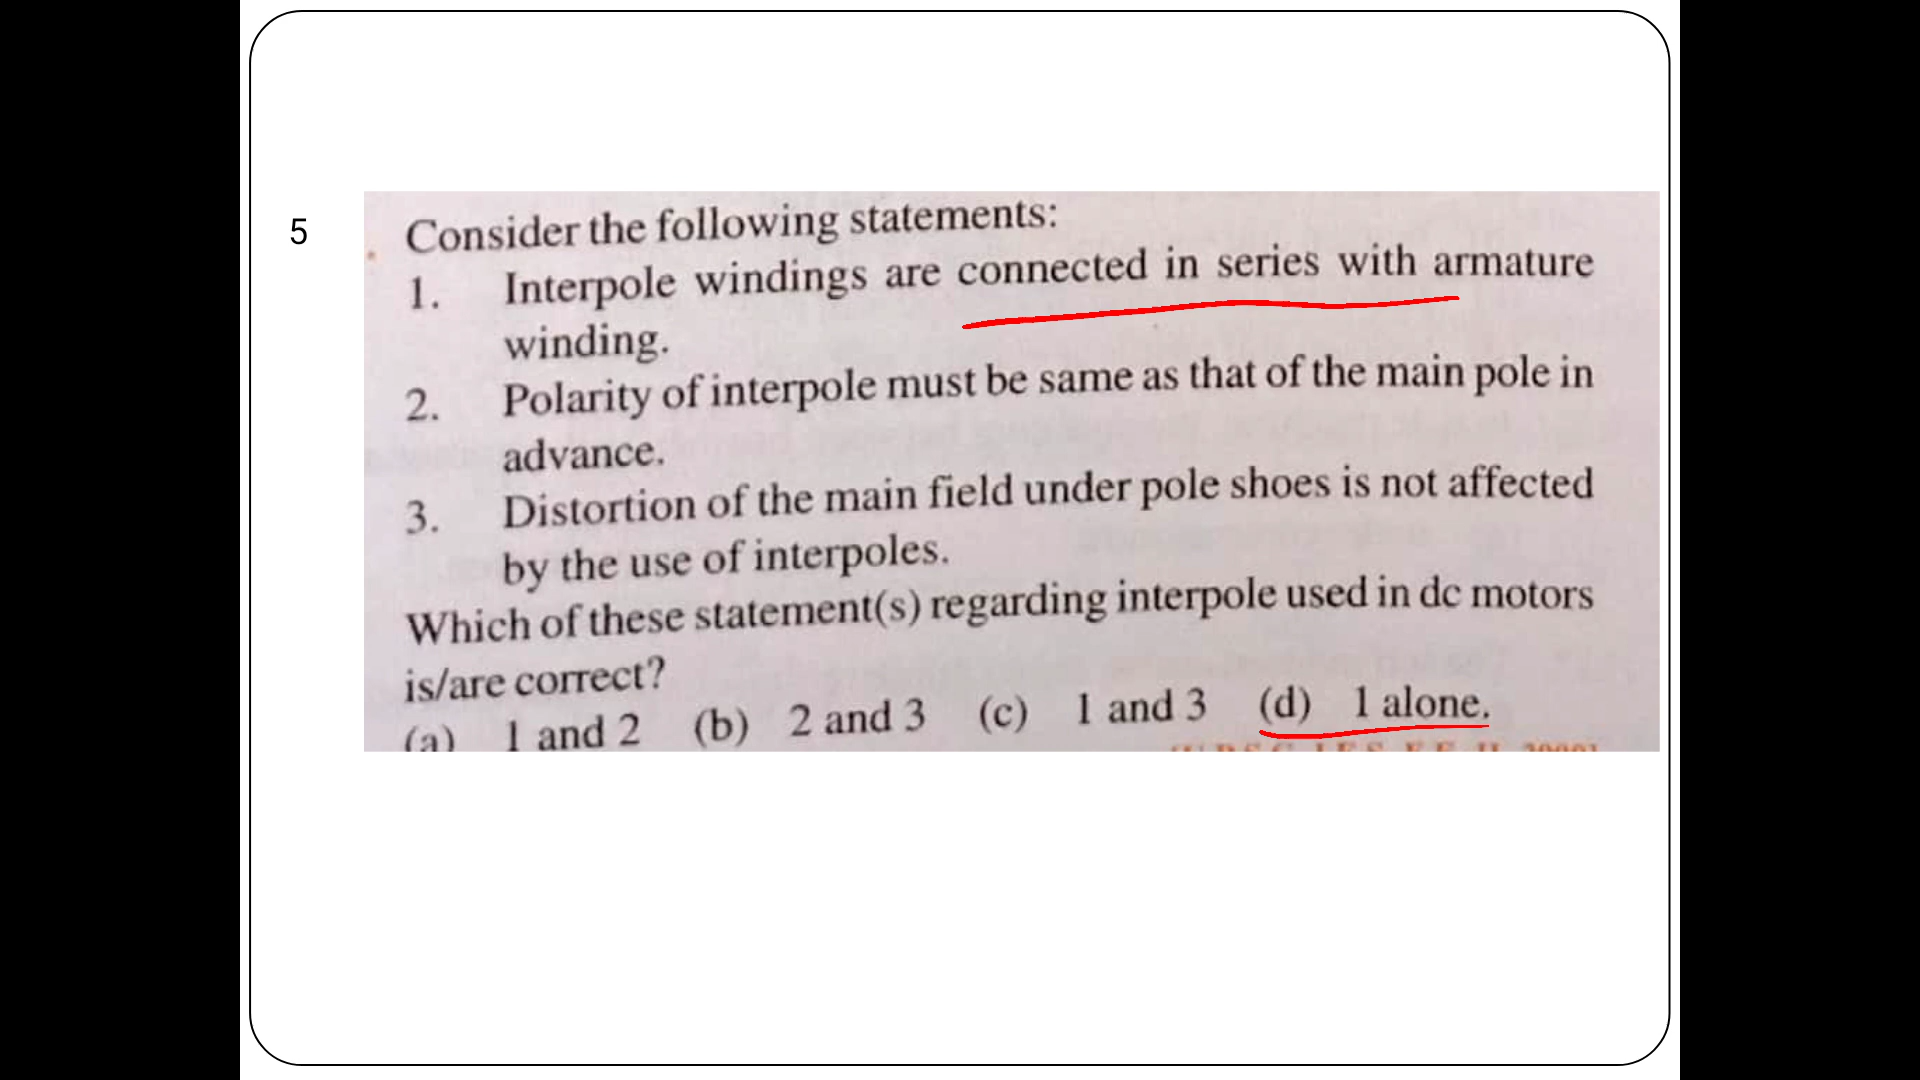 5
Consider the following statements:
1. Interpole windings are connected in series with armature
winding.
2. Polarity of interpole must be same as that of the main pole in
advance.
3. Distortion of the main field under pole shoes is not affected
by the use of interpoles.
Which of these statement(s) regarding interpole used in dc motors
is/are correct?
(a) 1 and 2 (b) 2 and 3 (c) 1 and 3 (d) 1 alone.